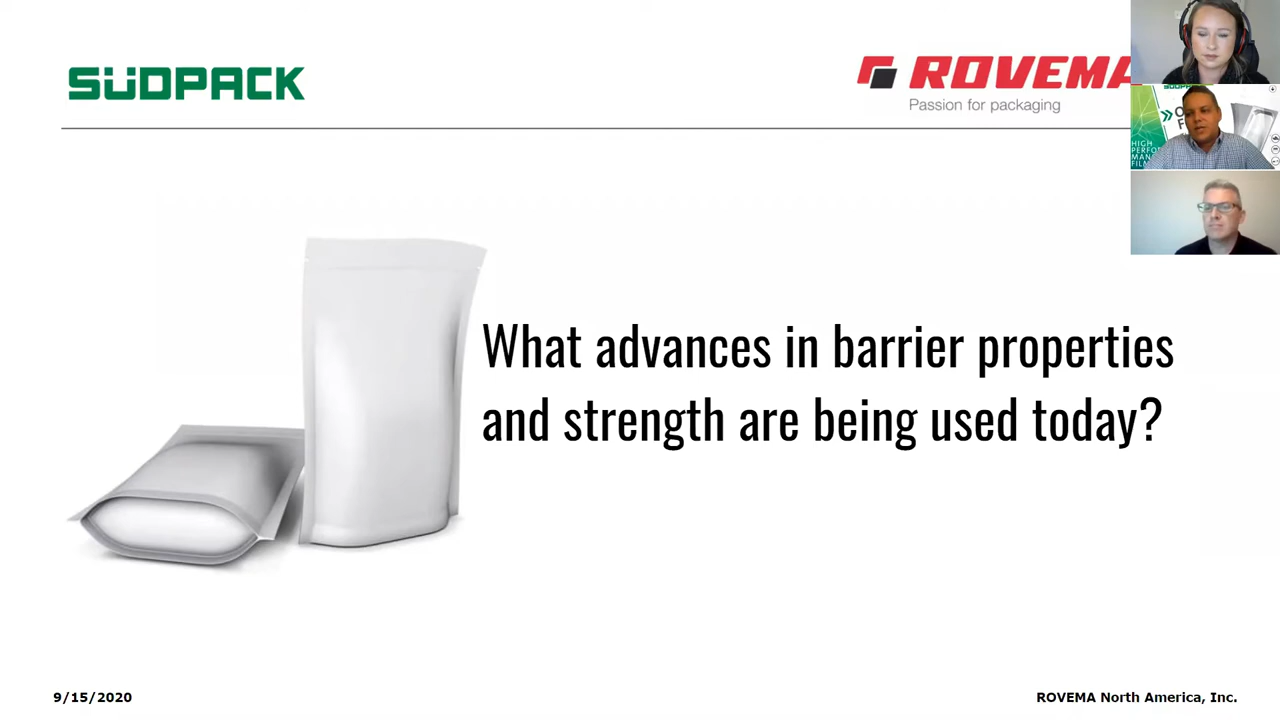 SÜDPACK
ROVEMA
Passion for packaging
HIGH
What advances in barrier properties
and strength are being used today?
9/15/2020
ROVEMA North America, Inc.